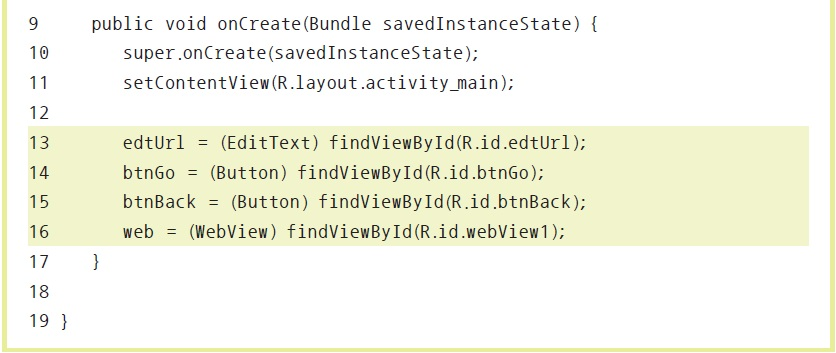 9 public void onCreate(Bundle savedInstanceState) {
10 super.onCreate(savedInstanceState);
11 setContentView(R.layout.activity_main);
12
13 edtUrl = (EditText) findViewById(R.id.edtUrl);
14 btnGo = (Button) findViewById(R.id.btnGo);
15 btnBack = (Button) findViewById(R.id.btnBack);
16 web = (WebView) findViewById(R.id.webView1);
17 }
18
19 }